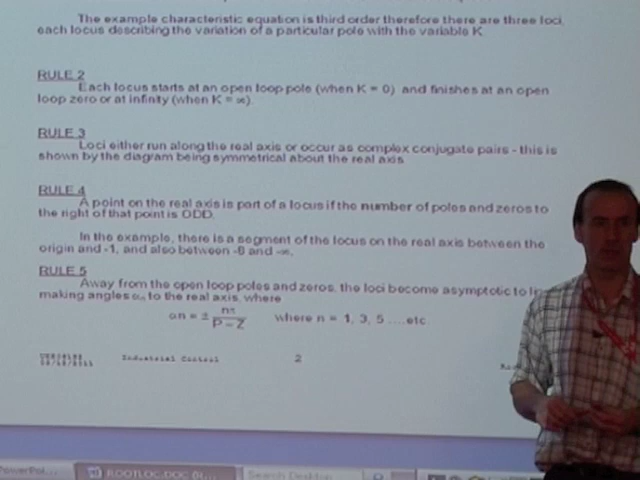 The example characteristic equation is third order therefore there are three loci,
each locus describing the variation of a particular pole with the variable K.
RULE 2
Each locus starts at an open loop pole (when K = 0) and finishes at an open
loop zero or at infinity (when K = ∞).
RULE 3
Loci either run along the real axis or occur as complex conjugate pairs - this is
shown by the diagram being symmetrical about the real axis
RULE 4
A point on the real axis is part of a locus if the number of poles and zeros to
the right of that point is ODD.
In the example, there is a segment of the locus on the real axis between the
origin and -1, and also between -8 and -∞.
RULE 5
Away from the open loop poles and zeros, the loci become asymptotic to
making angles αn to the real axis, where
αn = ± nπ / P - Z where n = 1, 3, 5 ....etc
Industrial Control 2
PowerPoi... ROOTLOC.DOC Search Desktop